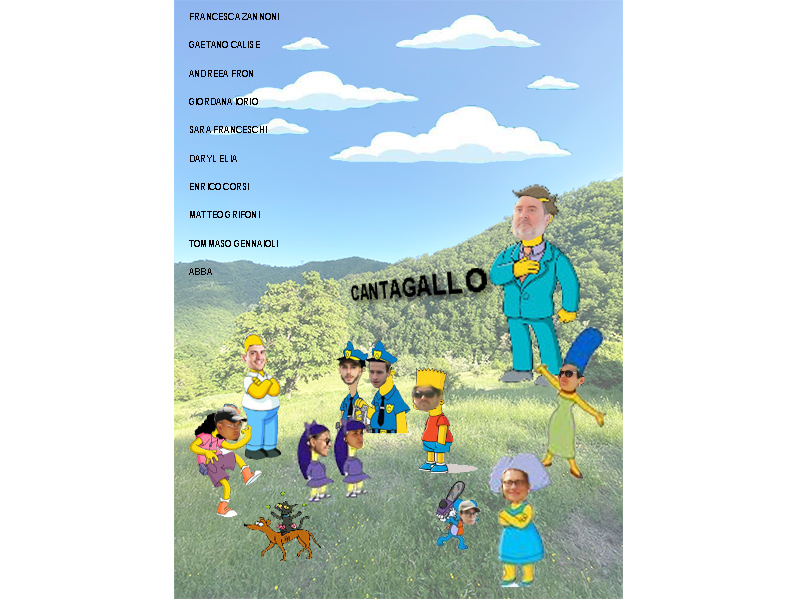 FRANCESCA ZANNONI
GAETANO CALISE
ANDREEA FRON
GIORDANA IORIO
SARA FRANCESCHI
DARYL ELIA
ENRICO CORSI
MATTEO GRIFONI
TOMMASO GENNAIOLI
ABBA
CANTAGALLO